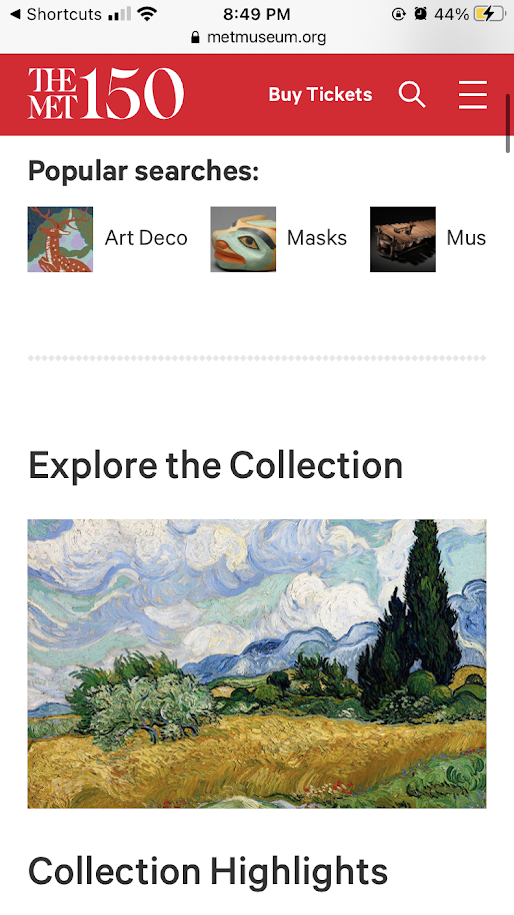 Shortcuts
8:49 PM
44%
metmuseum.org
THE
MET 150
Buy Tickets
Popular searches:
Art Deco
Masks
Mus
Explore the Collection
Collection Highlights